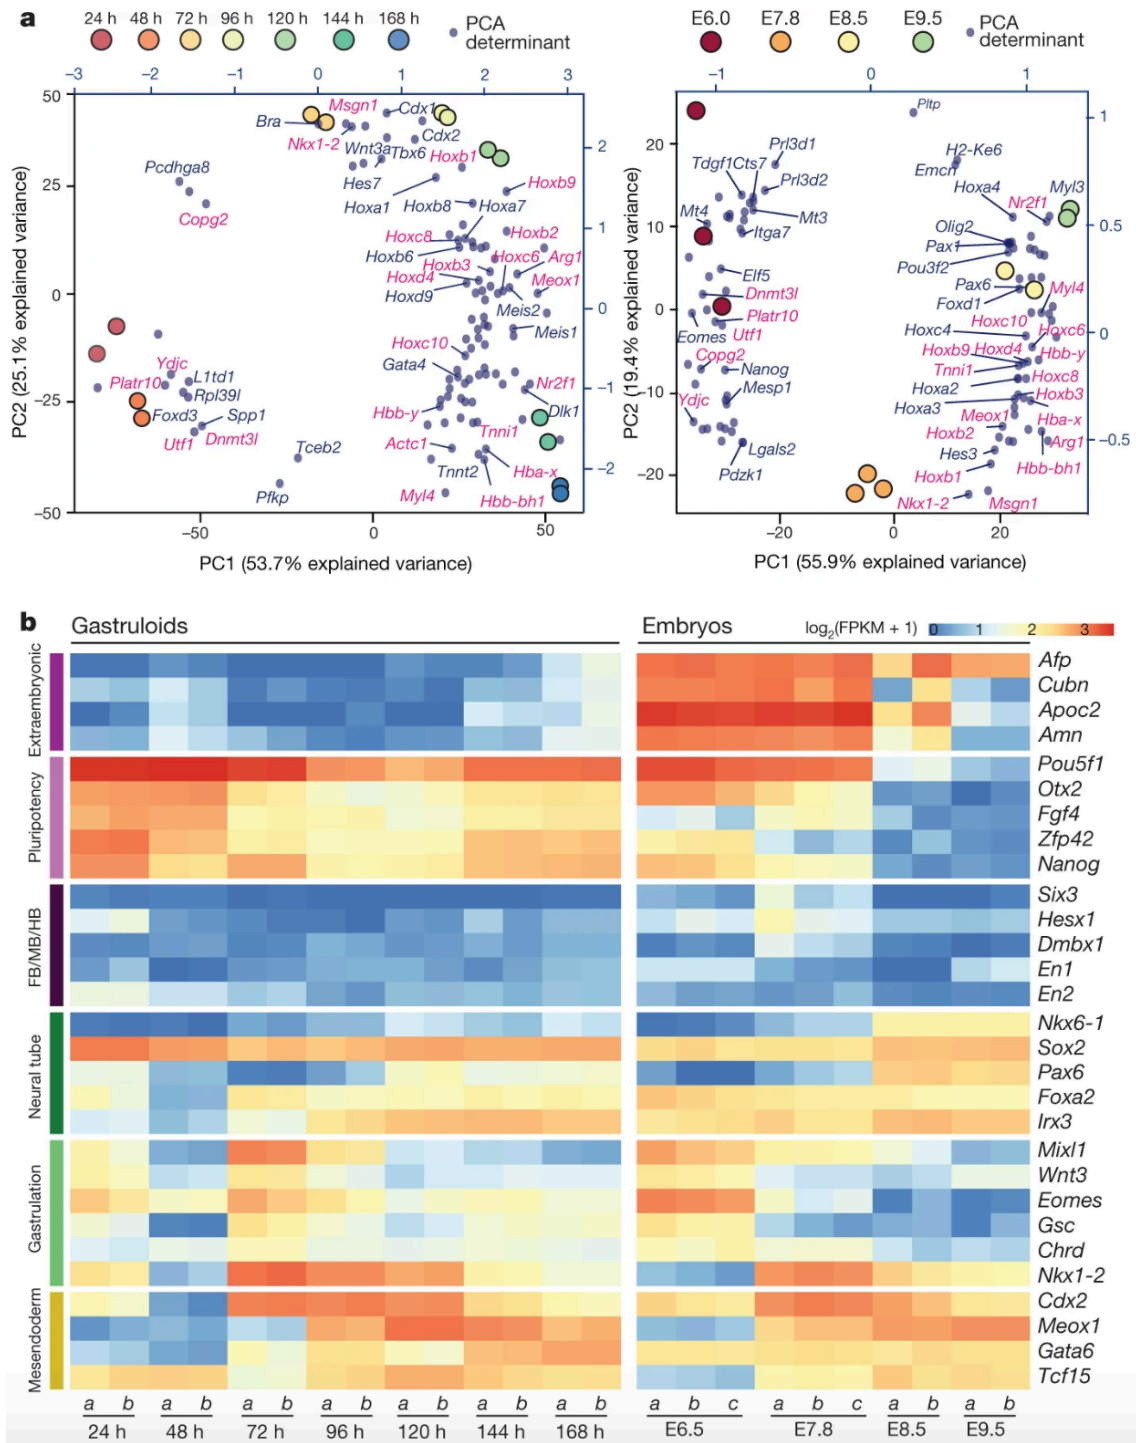 a
24 h 48 h 72 h 96 h 120 h 144 h 168 h PCA determinant
−3 −2 −1 0 1 2 3
50
25
0
−25
−50
PC2 (25.1% explained variance)
2
1
0
−1
−2
Msgn1
Cdx1
Bra
Nkx1-2
Cdx2
Wnt3a
Tbx6
Hoxb1
Pcdhga8
Hes7
Hoxb9
Copg2
Hoxa1
Hoxb8
Hoxa7
Hoxc8
Hoxb2
Hoxb6
Hoxb3
Hoxc6
Arg1
Hoxd4
Meox1
Hoxd9
Meis2
Meis1
Hoxc10
Gata4
Ydjc
Platr10
L1td1
Rpl39l
Nr2f1
Dlk1
Foxd3
Spp1
Hbb-y
Utf1
Dnmt3l
Tnni1
Actc1
Tceb2
Tnnt2
Hba-x
Pfkp
Myl4
Hbb-bh1
−50 0 50
PC1 (53.7% explained variance)
E6.0 E7.8 E8.5 E9.5 PCA determinant
−1 0 1
20
10
0
−10
−20
PC2 (19.4% explained variance)
1
0.5
0
−0.5
Pltp
Prl3d1
H2-Ke6
Tdgf1
Cts7
Prl3d2
Emcn
Hoxa4
Myl3
Nr2f1
Mt4
Mt3
Olig2
Itga7
Pax1
Pou3f2
Elf5
Pax6
Myl4
Dnmt3l
Foxd1
Platr10
Hoxc10
Eomes
Utf1
Hoxc4
Hoxc6
Copg2
Hoxb9
Hoxd4
Hbb-y
Nanog
Tnni1
Hoxc8
Mesp1
Hoxa2
Hoxb3
Ydjc
Hoxa3
Meox1
Hba-x
Hoxb2
Arg1
Lgals2
Hes3
Pdzk1
Hoxb1
Hbb-bh1
Nkx1-2
Msgn1
−20 0 20
PC1 (55.9% explained variance)
b
Gastruloids
Embryos
log2(FPKM + 1) 0 1 2 3
Extraembryonic
Afp
Cubn
Apoc2
Amn
Pluripotency
Pou5f1
Otx2
Fgf4
Zfp42
Nanog
FB/MB/HB
Six3
Hesx1
Dmbx1
En1
En2
Neural tube
Nkx6-1
Sox2
Pax6
Foxa2
Irx3
Gastrulation
Mixl1
Wnt3
Eomes
Gsc
Chrd
Nkx1-2
Mesendoderm
Cdx2
Meox1
Gata6
Tcf15
a b a b a b a b a b a b a b a b c a b c a b a b
24 h 48 h 72 h 96 h 120 h 144 h 168 h E6.5 E7.8 E8.5 E9.5